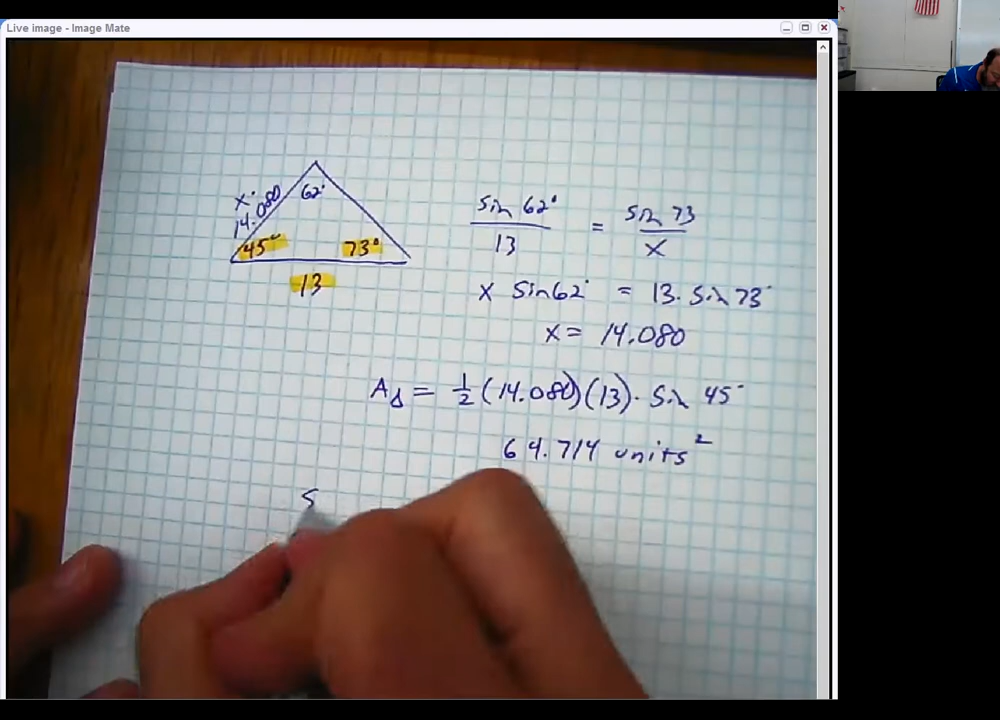 Live image - Image Mate
x°
14.080
62°
45°
73°
13
sin 62° / 13 = sin 73 / x
x sin 62° = 13 · sin 73°
x = 14.080
A△ = 1/2 (14.080)(13) · sin 45°
64.714 units²
S